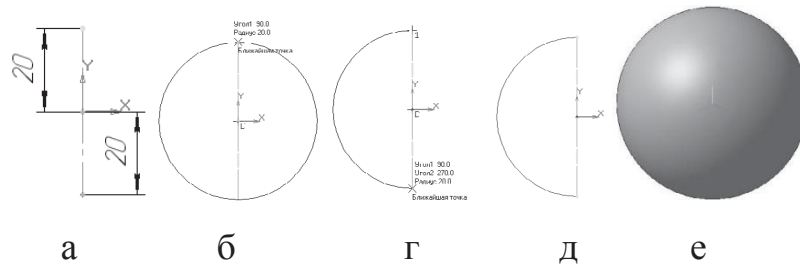 20
Y
X
20
Угол1 90.0
Радиус 20.0
Ближайшая точка
Y
X
1
Y
X
Угол1 90.0
Угол2 270.0
Радиус 20.0
Ближайшая точка
Y
X
а б г д е